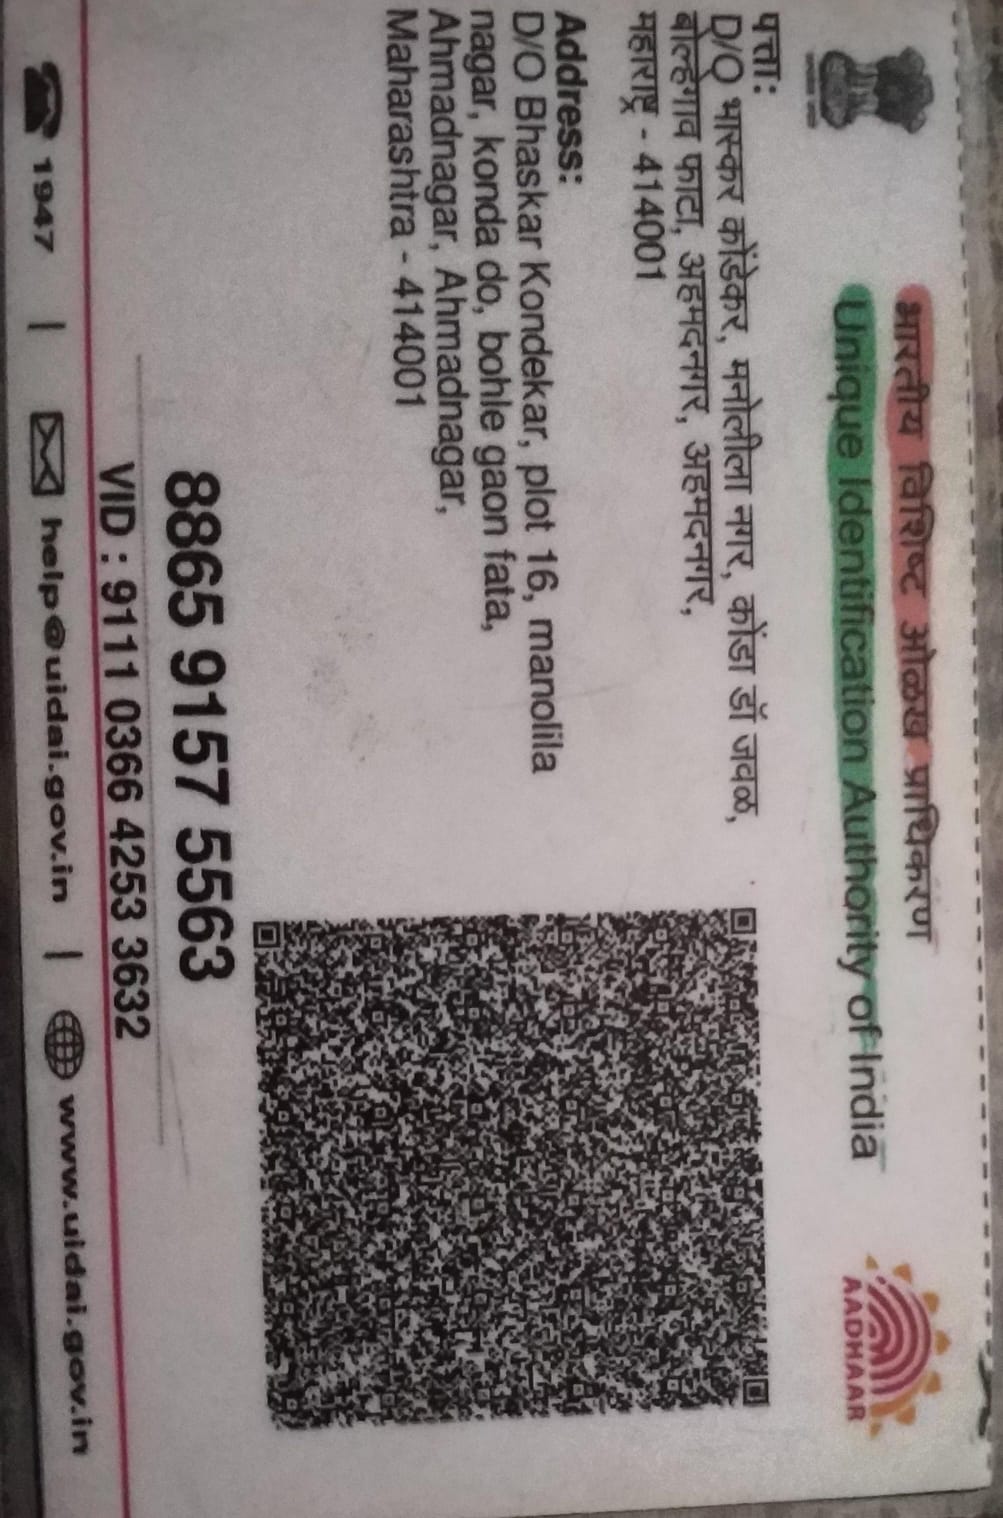 भारतीय विशिष्ट ओळख प्राधिकरण
Unique Identification Authority of India
AADHAAR
पत्ता:
D/O भास्कर कोंडेकर, मनोलीला नगर, कोंडा डॉ जवळ,
बोल्हेगाव फाटा, अहमदनगर, अहमदनगर,
महाराष्ट्र - 414001
Address:
D/O Bhaskar Kondekar, plot 16, manolila
nagar, konda do, bohle gaon fata,
Ahmadnagar, Ahmadnagar,
Maharashtra - 414001
8865 9157 5563
VID : 9111 0366 4253 3632
1947 | help@uidai.gov.in | www.uidai.gov.in